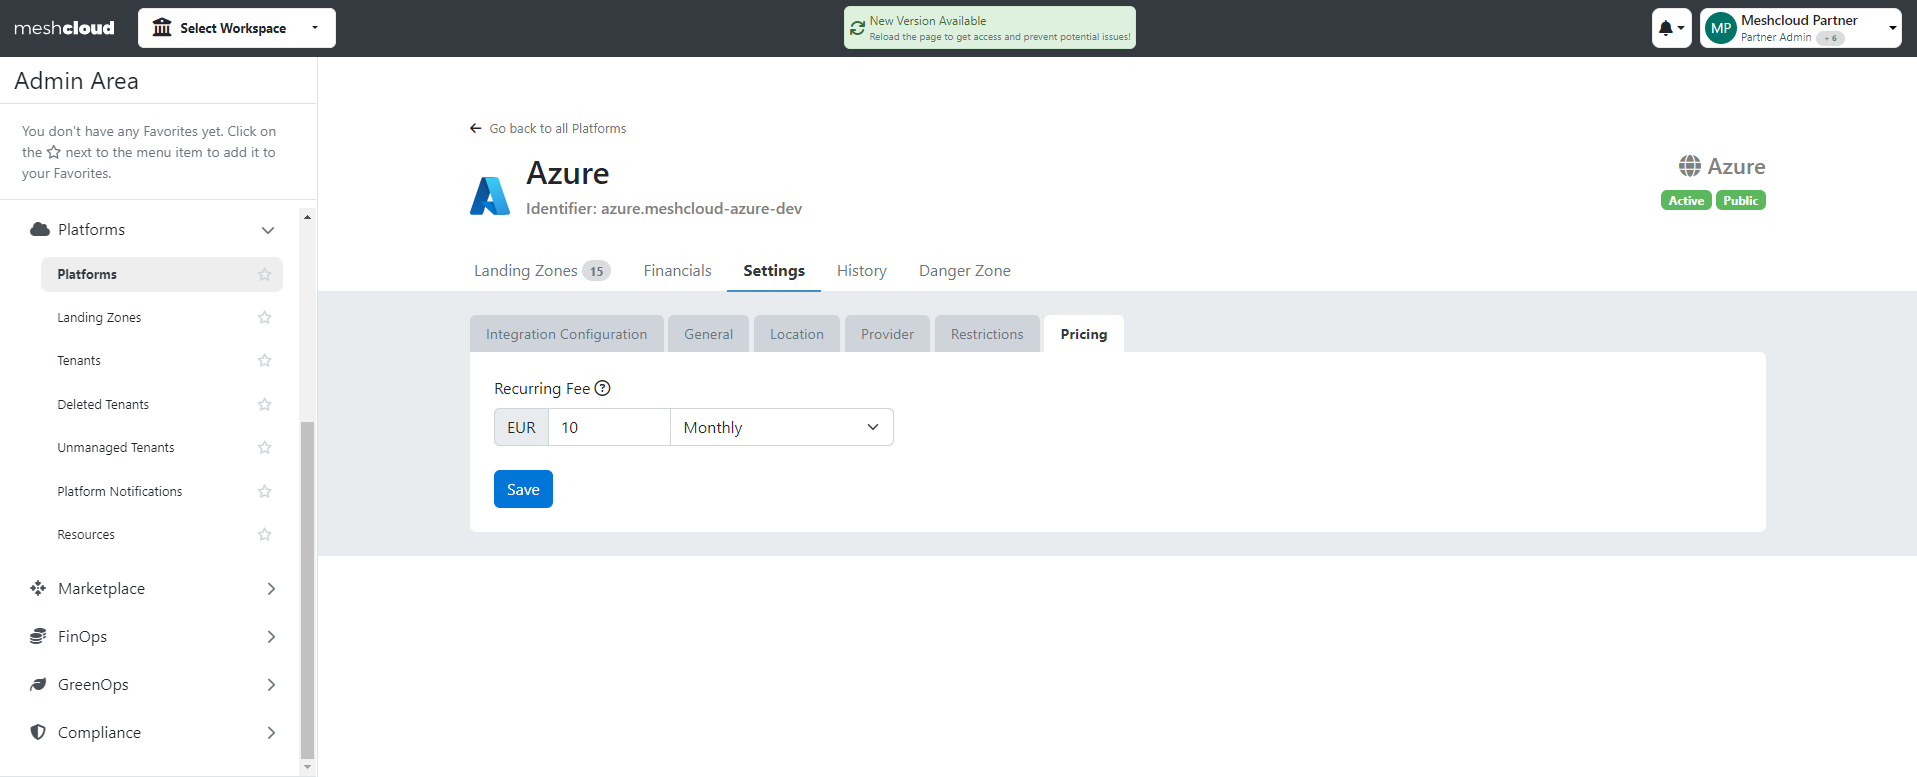 meshcloud
Select Workspace
New Version Available
Reload the page to get access and prevent potential issues!
MP
Meshcloud Partner
Partner Admin + 6
Admin Area
You don't have any Favorites yet. Click on
the ☆ next to the menu item to add it to
your Favorites.
Platforms
Platforms
Landing Zones
Tenants
Deleted Tenants
Unmanaged Tenants
Platform Notifications
Resources
Marketplace
FinOps
GreenOps
Compliance
← Go back to all Platforms
Azure
Identifier: azure.meshcloud-azure-dev
Azure
Active Public
Landing Zones 15 Financials Settings History Danger Zone
Integration Configuration General Location Provider Restrictions Pricing
Recurring Fee ?
EUR 10 Monthly
Save